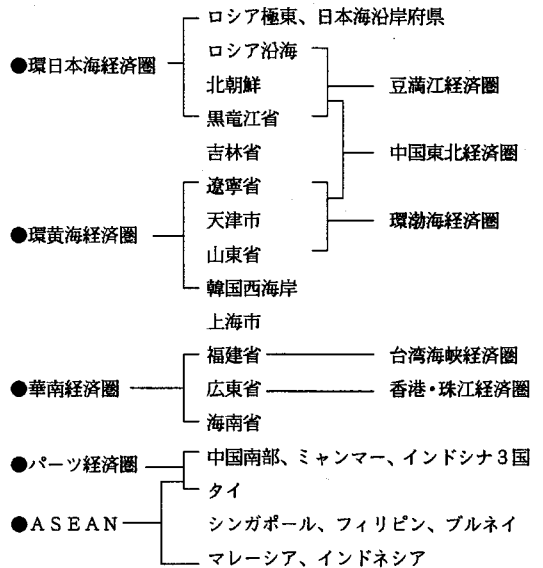 ロシア極東、日本海沿岸府県
ロシア沿海
●環日本海経済圏
北朝鮮 豆満江経済圏
黒竜江省
吉林省 中国東北経済圏
遼寧省
●環黄海経済圏 天津市 環渤海経済圏
山東省
韓国西海岸
上海市
福建省 台湾海峡経済圏
●華南経済圏 広東省 香港・珠江経済圏
海南省
●パーツ経済圏 中国南部、ミャンマー、インドシナ3国
タイ
●ASEAN シンガポール、フィリピン、ブルネイ
マレーシア、インドネシア